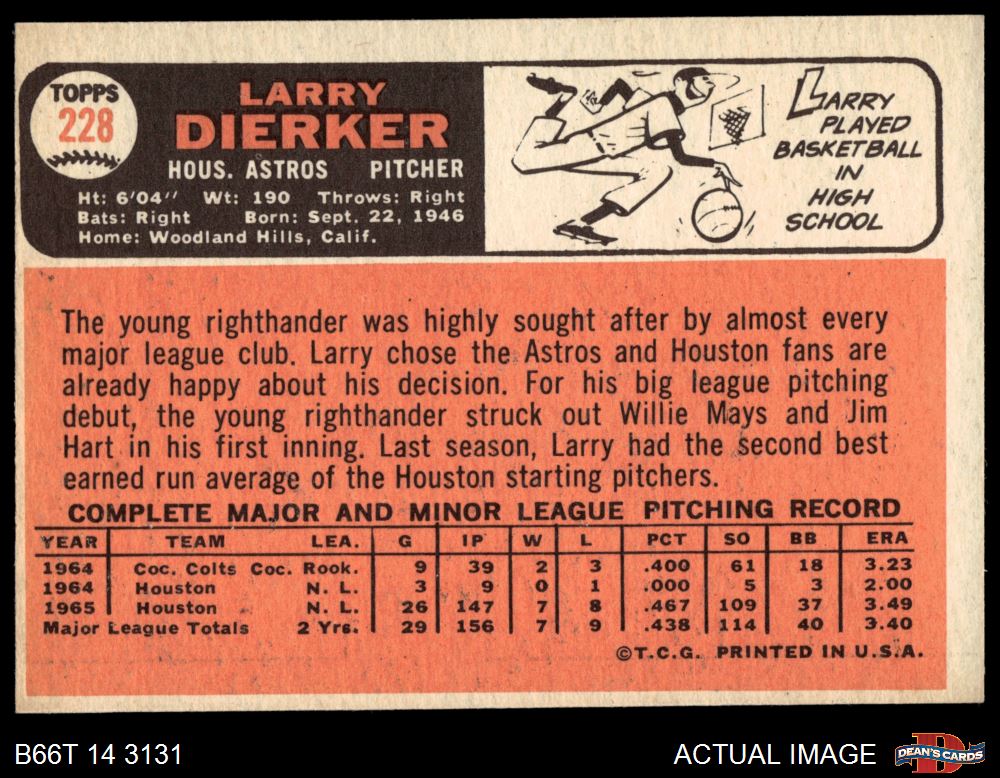 TOPPS
228
LARRY
DIERKER
HOUS. ASTROS PITCHER
Ht: 6'04'' Wt: 190 Throws: Right
Bats: Right Born: Sept. 22, 1946
Home: Woodland Hills, Calif.
LARRY
PLAYED
BASKETBALL
IN
HIGH
SCHOOL
The young righthander was highly sought after by almost every
major league club. Larry chose the Astros and Houston fans are
already happy about his decision. For his big league pitching
debut, the young righthander struck out Willie Mays and Jim
Hart in his first inning. Last season, Larry had the second best
earned run average of the Houston starting pitchers.
COMPLETE MAJOR AND MINOR LEAGUE PITCHING RECORD
YEAR TEAM LEA. G IP W L PCT SO BB ERA
1964 Coc. Colts Coc. Rook. 9 39 2 3 .400 61 18 3.23
1964 Houston N. L. 3 9 0 1 .000 5 3 2.00
1965 Houston N. L. 26 147 7 8 .467 109 37 3.49
Major League Totals 2 Yrs. 29 156 7 9 .438 114 40 3.40
©T.C.G. PRINTED IN U.S.A.
B66T 14 3131
ACTUAL IMAGE
DEAN'S CARDS